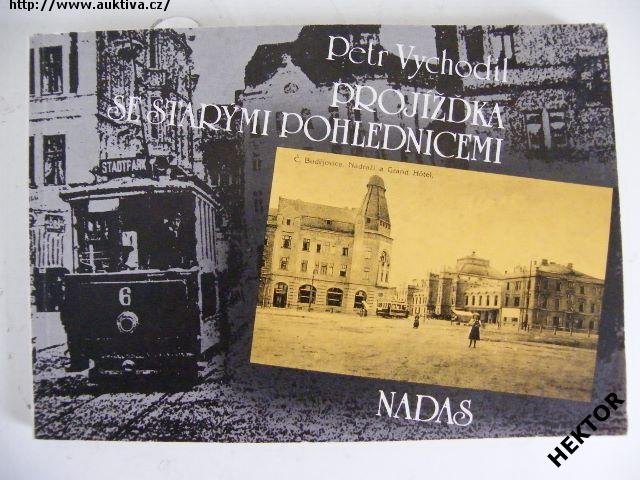 http://www.auktiva.cz/
Petr Vychodil
PROJÍŽĎKA
SE STARÝMI POHLEDNICEMI
STADTPARK
6
Č. Budějovice. Nádraží a Grand Hôtel.
NADAS
HEKTOR